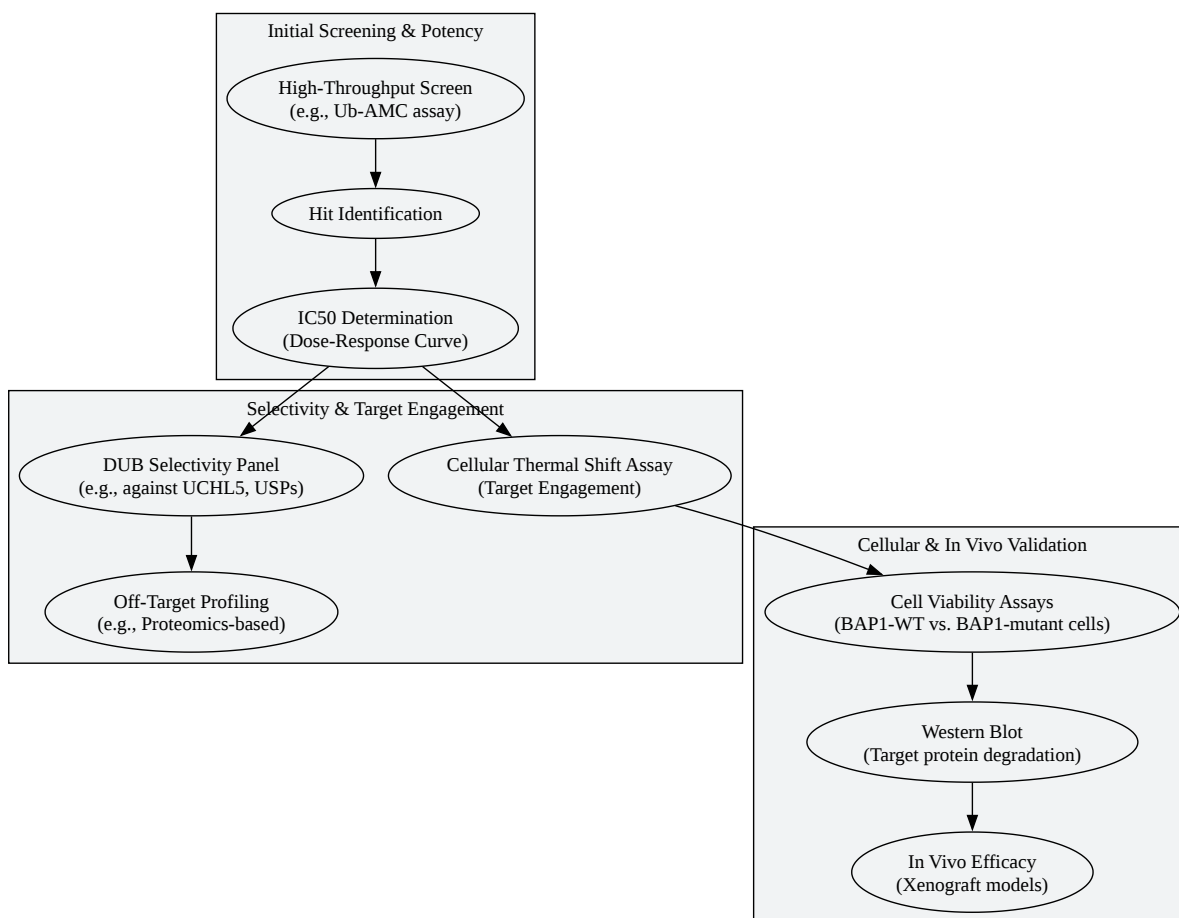 Initial Screening & Potency
High-Throughput Screen
(e.g., Ub-AMC assay)
Hit Identification
IC50 Determination
(Dose-Response Curve)
Selectivity & Target Engagement
DUB Selectivity Panel
(e.g., against UCHL5, USPs)
Cellular Thermal Shift Assay
(Target Engagement)
Off-Target Profiling
(e.g., Proteomics-based)
Cellular & In Vivo Validation
Cell Viability Assays
(BAP1-WT vs. BAP1-mutant cells)
Western Blot
(Target protein degradation)
In Vivo Efficacy
(Xenograft models)